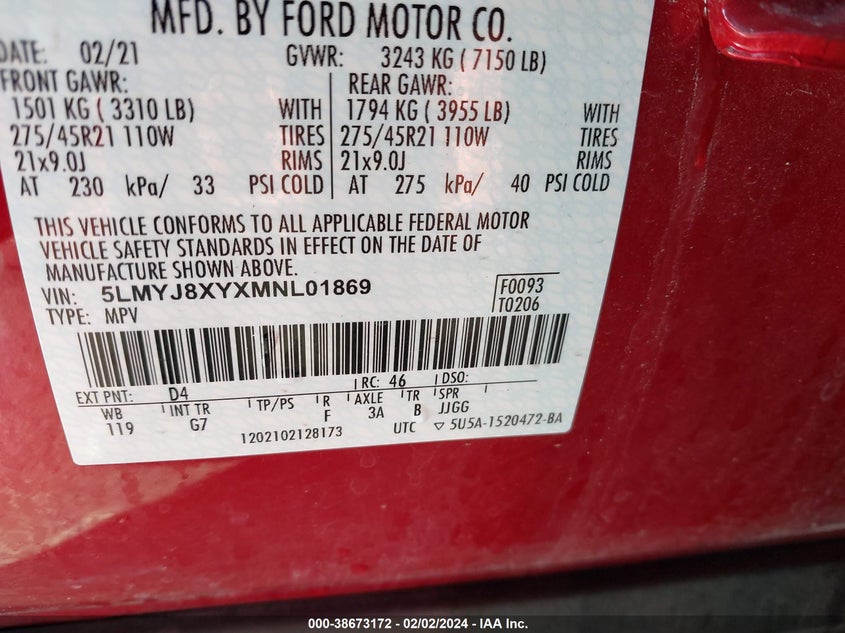 MFD. BY FORD MOTOR CO.
DATE: 02/21 GVWR: 3243 KG ( 7150 LB)
FRONT GAWR: REAR GAWR:
1501 KG ( 3310 LB) WITH 1794 KG ( 3955 LB) WITH
275/45R21 110W TIRES 275/45R21 110W TIRES
21x9.0J RIMS 21x9.0J RIMS
AT 230 kPa/ 33 PSI COLD AT 275 kPa/ 40 PSI COLD
THIS VEHICLE CONFORMS TO ALL APPLICABLE FEDERAL MOTOR
VEHICLE SAFETY STANDARDS IN EFFECT ON THE DATE OF
MANUFACTURE SHOWN ABOVE.
VIN: 5LMYJ8XYXMNL01869 F0093
TYPE: MPV T0206
EXT PNT: D4 RC: 46 DSO:
WB INT TR TP/PS R AXLE TR SPR
119 G7 F 3A B JJGG
1202102128173 UTC ▽ 5U5A-1520472-BA
000-38673172 - 02/02/2024 - IAA Inc.